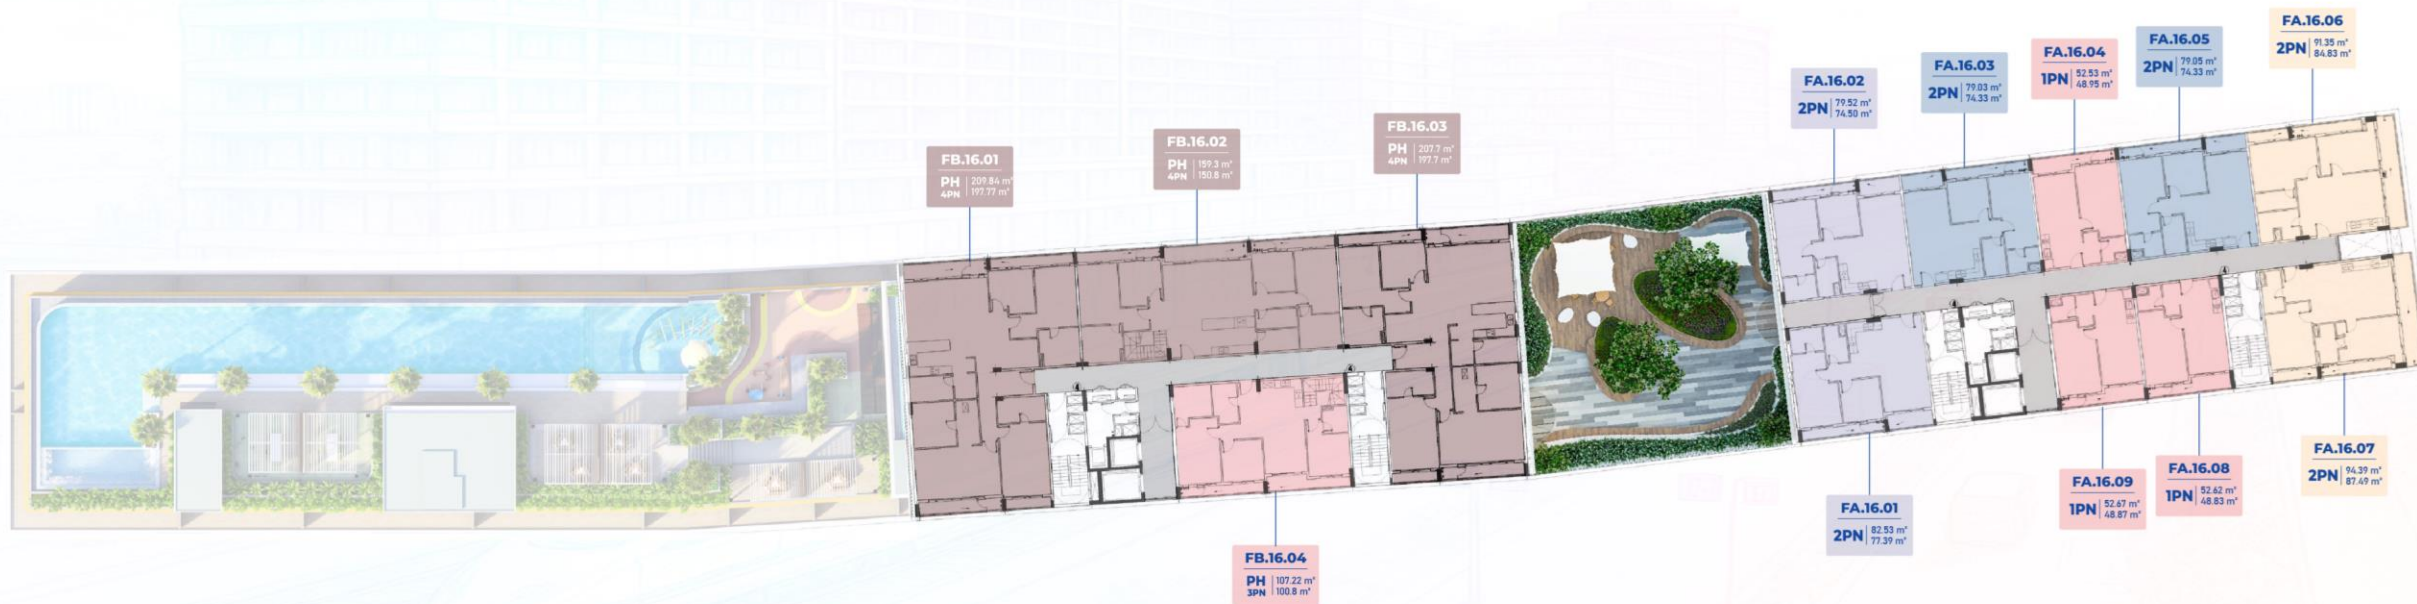 FB.16.01
PH 209.84 m²
4PN 197.77 m²
FB.16.02
PH 159.3 m²
4PN 150.8 m²
FB.16.03
PH 207.7 m²
4PN 197.7 m²
FA.16.02
2PN 79.52 m²
74.50 m²
FA.16.03
2PN 79.03 m²
74.33 m²
FA.16.04
1PN 52.53 m²
48.95 m²
FA.16.05
2PN 79.05 m²
74.33 m²
FA.16.06
2PN 91.35 m²
84.83 m²
FB.16.04
PH 107.22 m²
3PN 100.8 m²
FA.16.01
2PN 82.53 m²
77.39 m²
FA.16.09
1PN 52.67 m²
48.87 m²
FA.16.08
1PN 52.62 m²
48.83 m²
FA.16.07
2PN 94.39 m²
87.49 m²